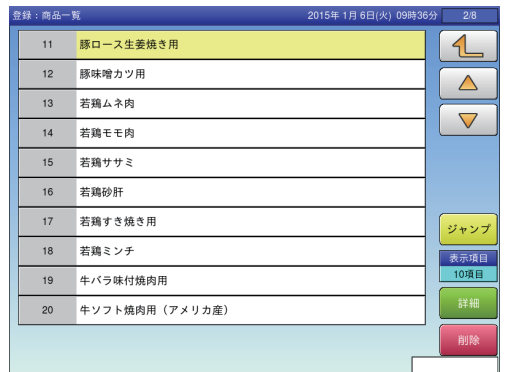 登録：商品一覧 2015年 1月 6日(火) 09時36分 2/8
11 豚ロース生姜焼き用
12 豚味噌カツ用
13 若鶏ムネ肉
14 若鶏モモ肉
15 若鶏ササミ
16 若鶏砂肝
17 若鶏すき焼き用
18 若鶏ミンチ
19 牛バラ味付焼肉用
20 牛ソフト焼肉用（アメリカ産）
ジャンプ
表示項目
10項目
詳細
削除